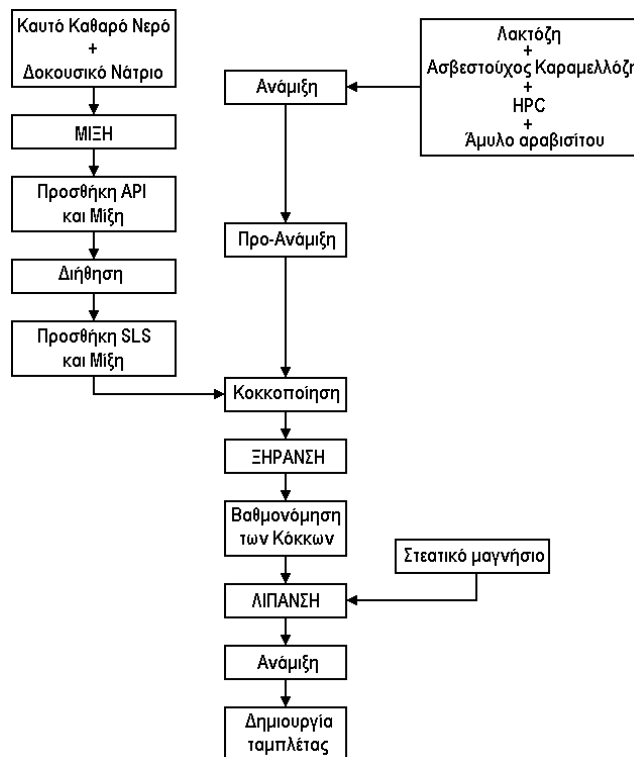 Καυτό Καθαρό Νερό
+
Δοκουσικό Νάτριο
ΜΙΞΗ
Προσθήκη API
και Μίξη
Διήθηση
Προσθήκη SLS
και Μίξη
Λακτόζη
+
Ασβεστούχος Καραμελλόζη
+
HPC
+
Άμυλο αραβισίτου
Ανάμιξη
Προ-Ανάμιξη
Κοκκοποίηση
ΞΗΡΑΝΣΗ
Βαθμονόμηση
των Κόκκων
Στεατικό μαγνήσιο
ΛΙΠΑΝΣΗ
Ανάμιξη
Δημιουργία
ταμπλέτας